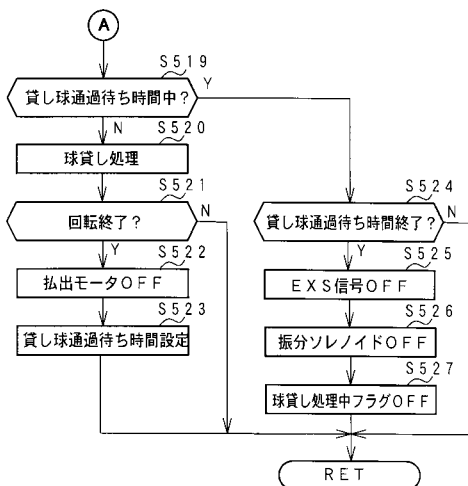 A
S519
貸し球通過待ち時間中?
Y
N
S520
球貸し処理
S521
回転終了?
N
Y
S522
払出モータOFF
S523
貸し球通過待ち時間設定
S524
貸し球通過待ち時間終了?
N
Y
S525
EXS信号OFF
S526
振分ソレノイドOFF
S527
球貸し処理中フラグOFF
RET